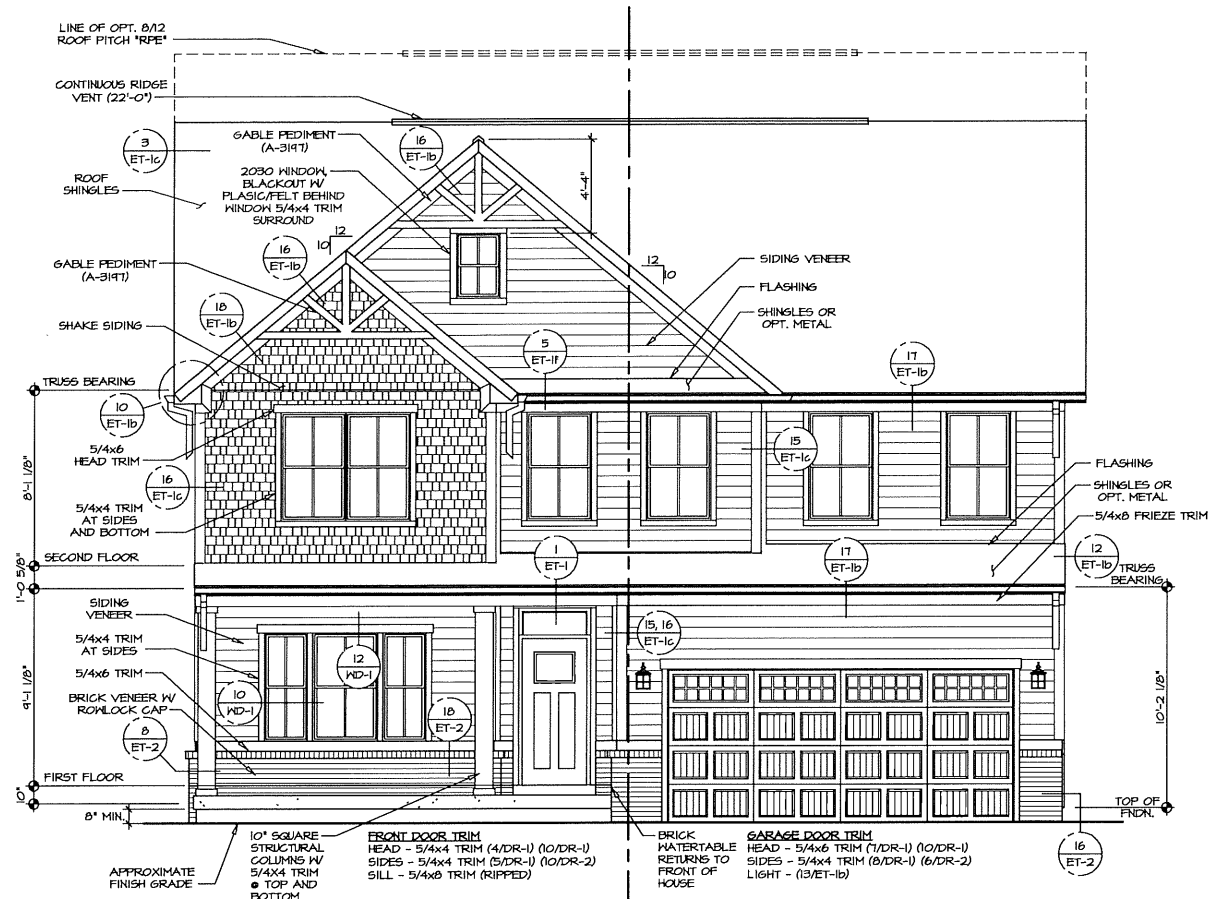 LINE OF OPT. 8/12
ROOF PITCH "RPE"
CONTINUOUS RIDGE
VENT (22'-0")
3
ET-1c
GABLE PEDIMENT
(A-3197)
16
ET-1b
ROOF
SHINGLES
2030 WINDOW,
BLACKOUT W/
PLASIC/FELT BEHIND
WINDOW 5/4x4 TRIM
SURROUND
4'-4"
12
10
16
ET-1b
12
10
GABLE PEDIMENT
(A-3197)
SIDING VENEER
FLASHING
SHINGLES OR
OPT. METAL
18
ET-1b
SHAKE SIDING
5
ET-1f
17
ET-1b
TRUSS BEARING
10
ET-1b
5/4x6
HEAD TRIM
15
ET-1c
16
ET-1c
8'-1 1/8"
5/4x4 TRIM
AT SIDES
AND BOTTOM
FLASHING
SHINGLES OR
OPT. METAL
5/4x8 FRIEZE TRIM
SECOND FLOOR
1
ET-1
17
ET-1b
12
ET-1b
TRUSS
BEARING
1'-0 5/8"
SIDING
VENEER
5/4x4 TRIM
AT SIDES
15, 16
ET-1c
12
WD-1
5/4x6 TRIM
10
WD-1
9'-1 1/8"
BRICK VENEER W/
ROWLOCK CAP
18
ET-2
8
ET-2
10'-2 1/8"
FIRST FLOOR
10"
8" MIN.
TOP OF
FNDN.
APPROXIMATE
FINISH GRADE
10" SQUARE
STRUCTURAL
COLUMNS W/
5/4X4 TRIM
@ TOP AND
BOTTOM
FRONT DOOR TRIM
HEAD - 5/4x4 TRIM (4/DR-1) (10/DR-1)
SIDES - 5/4x4 TRIM (5/DR-1) (10/DR-2)
SILL - 5/4x8 TRIM (RIPPED)
BRICK
WATERTABLE
RETURNS TO
FRONT OF
HOUSE
GARAGE DOOR TRIM
HEAD - 5/4x6 TRIM (7/DR-1) (10/DR-1)
SIDES - 5/4x4 TRIM (8/DR-1) (6/DR-2)
LIGHT - (13/ET-1b)
16
ET-2